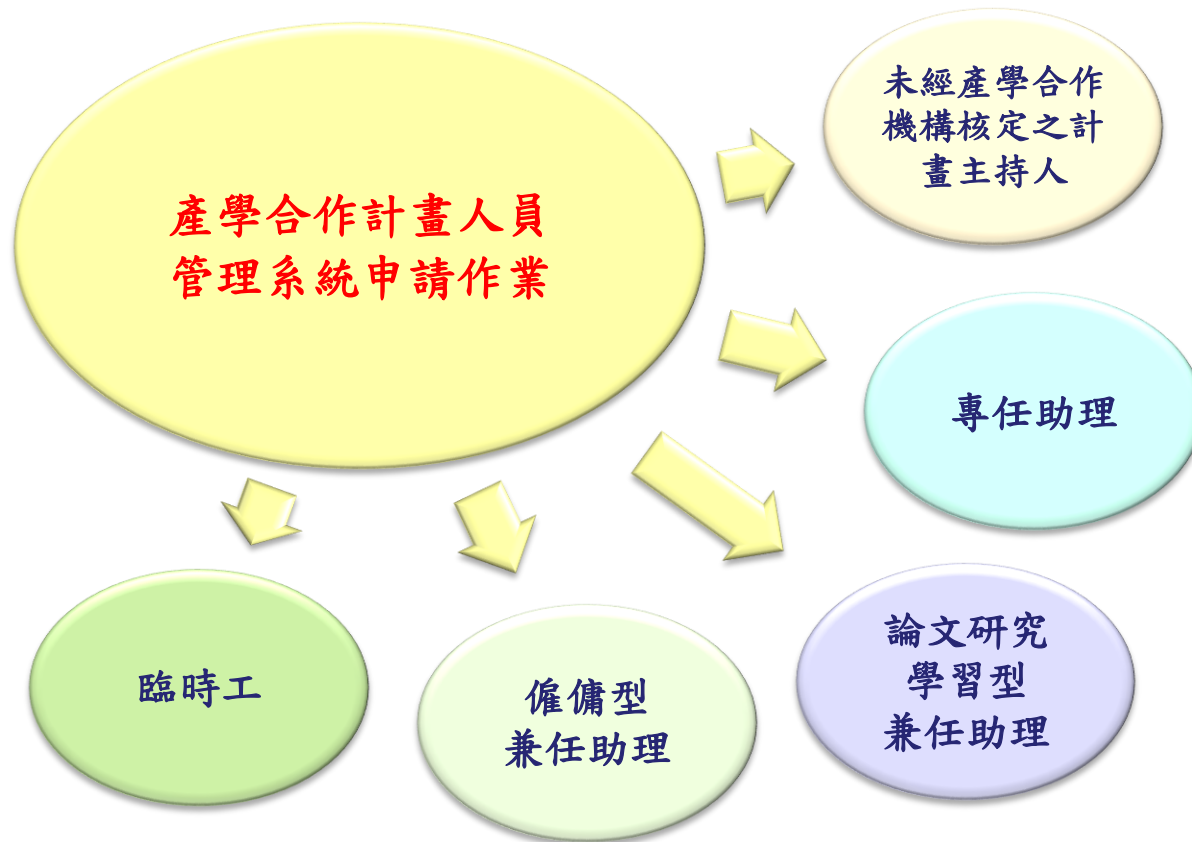 產學合作計畫人員
管理系統申請作業
未經產學合作
機構核定之計
畫主持人
專任助理
論文研究
學習型
兼任助理
僱傭型
兼任助理
臨時工